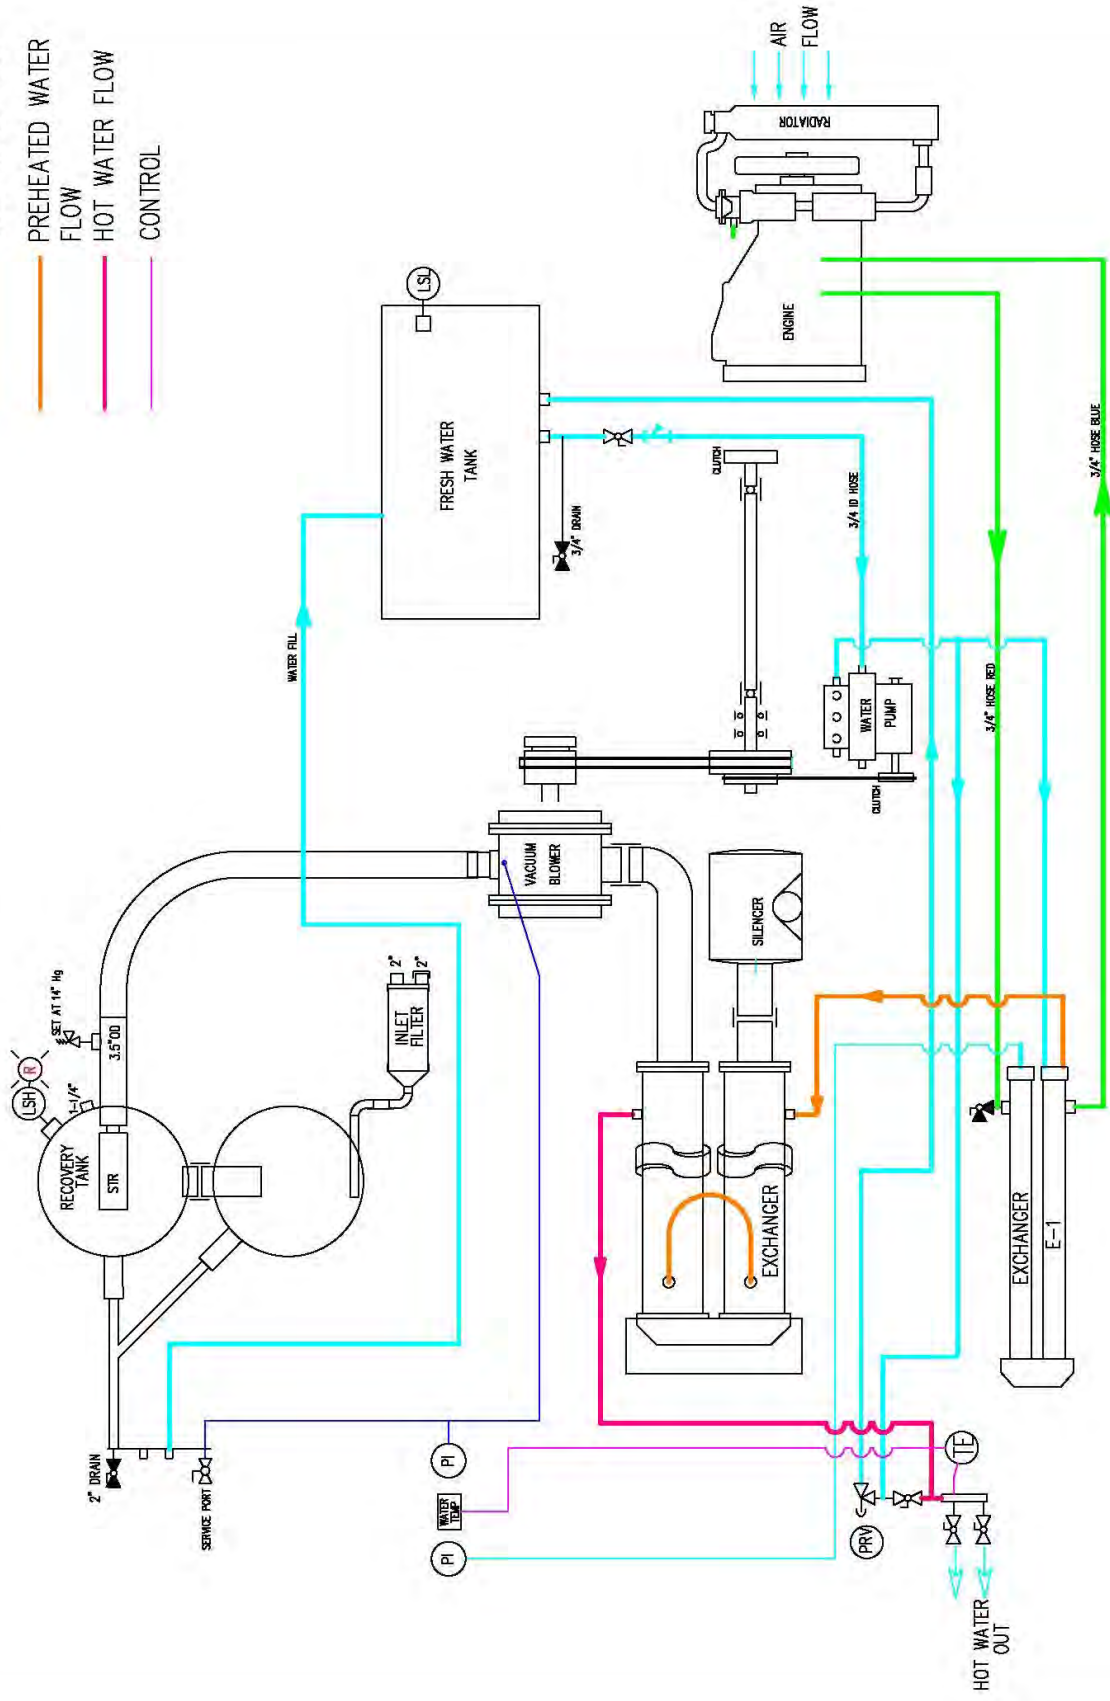 PREHEATED WATER
FLOW
HOT WATER FLOW
CONTROL
AIR
FLOW
RADIATOR
ENGINE
LSL
FRESH WATER
TANK
3/4" DRAIN
CLUTCH
3/4 ID HOSE
3/4" HOSE BLUE
3/4" HOSE RED
WATER FILL
WATER
PUMP
CLUTCH
VACUUM
BLOWER
SILENCER
SET AT 14" Hg
3.5"OD
R
LSH
1-1/4"
RECOVERY
TANK
STR
INLET
FILTER
2"
2"
EXCHANGER
EXCHANGER
E-1
2" DRAIN
SERVICE PORT
PI
WATER
TEMP
PI
PRV
TE
HOT WATER
OUT